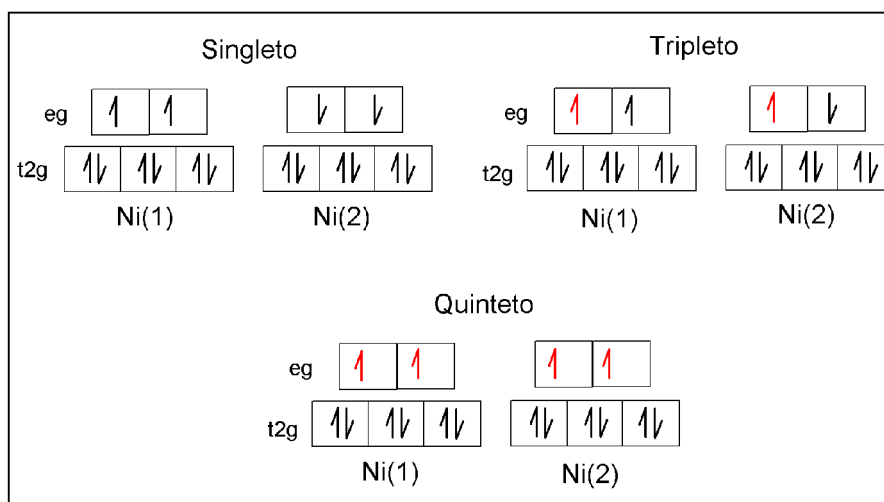 Singleto
eg
t2g
Ni(1) Ni(2)
Tripleto
eg
t2g
Ni(1) Ni(2)
Quinteto
eg
t2g
Ni(1) Ni(2)